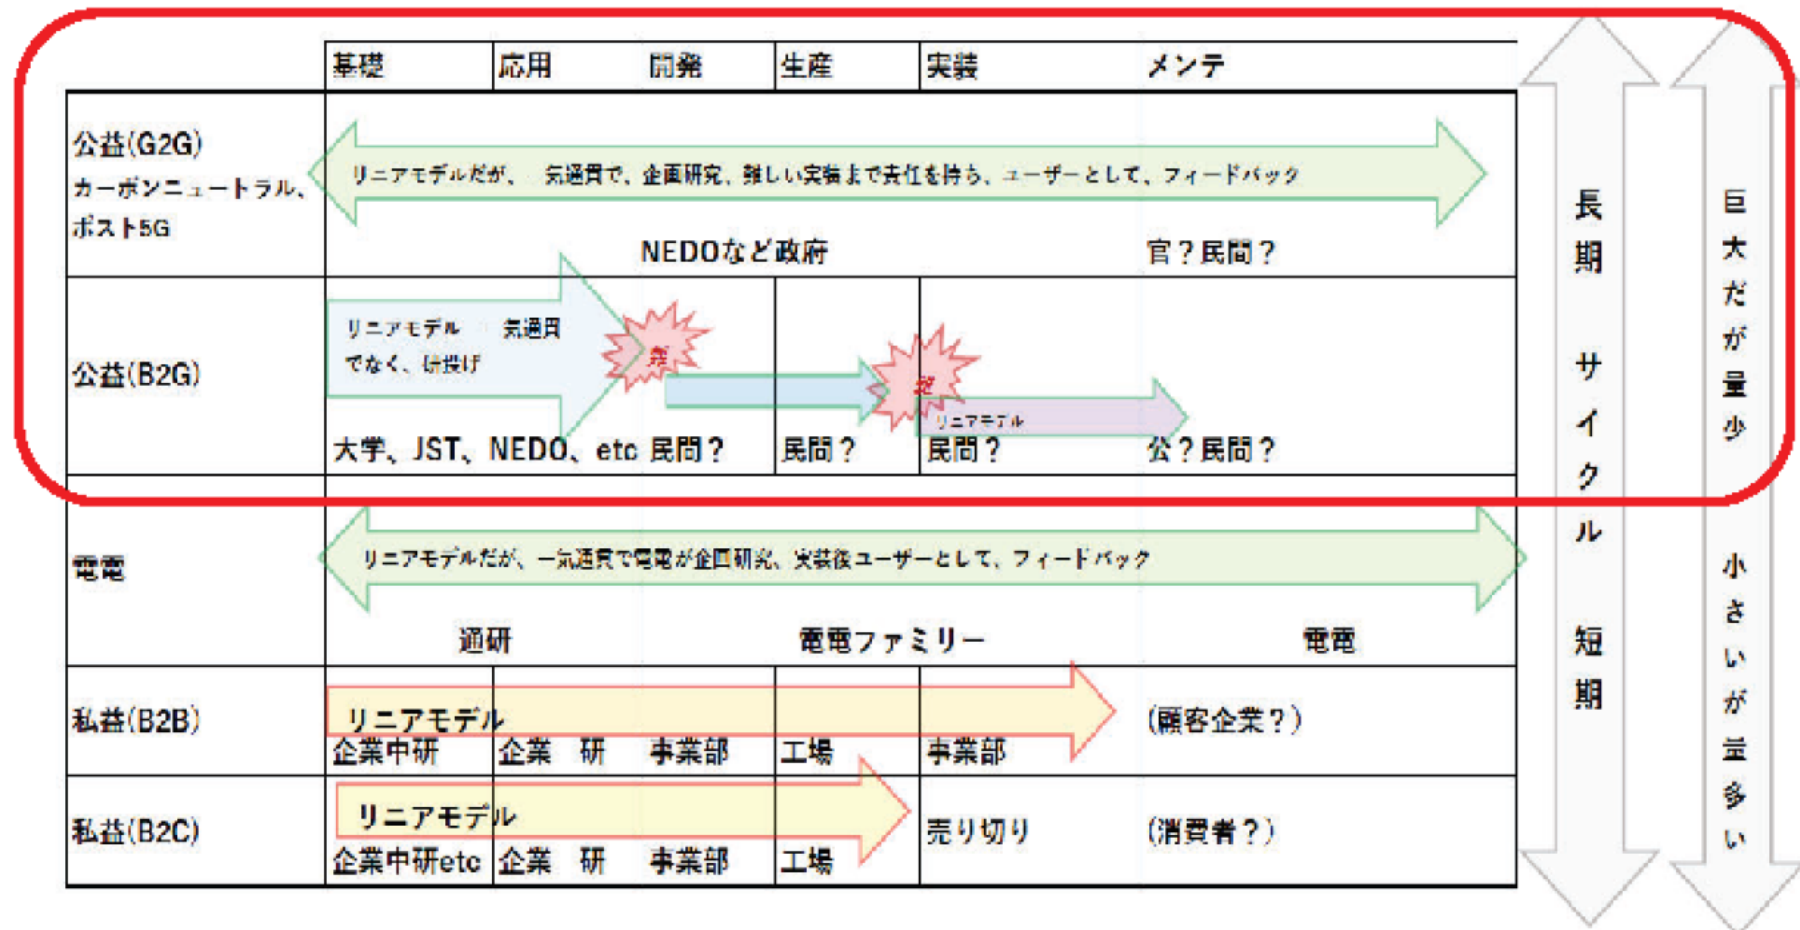 基礎 応用 開発 生産 実装 メンテ
公益(G2G)
カーボンニュートラル、
ポスト5G
リニアモデルだが、一気通貫で、企画研究、難しい実装まで責任を持ち、ユーザーとして、フィードバック
NEDOなど政府 官？民間？
公益(B2G)
リニアモデル 一気通貫
でなく、研投げ
リニアモデル
大学、JST、NEDO、etc 民間？ 民間？ 民間？ 公？民間？
電電
リニアモデルだが、一気通貫で電電が企画研究、実装後ユーザーとして、フィードバック
通研 電電ファミリー 電電
私益(B2B)
リニアモデル
企業中研 企業 研 事業部 工場 事業部
(顧客企業？)
私益(B2C)
リニアモデル
企業中研etc 企業 研 事業部 工場
売り切り
(消費者？)
長期 サイクル 短期
巨大だが量少 小さいが量多い